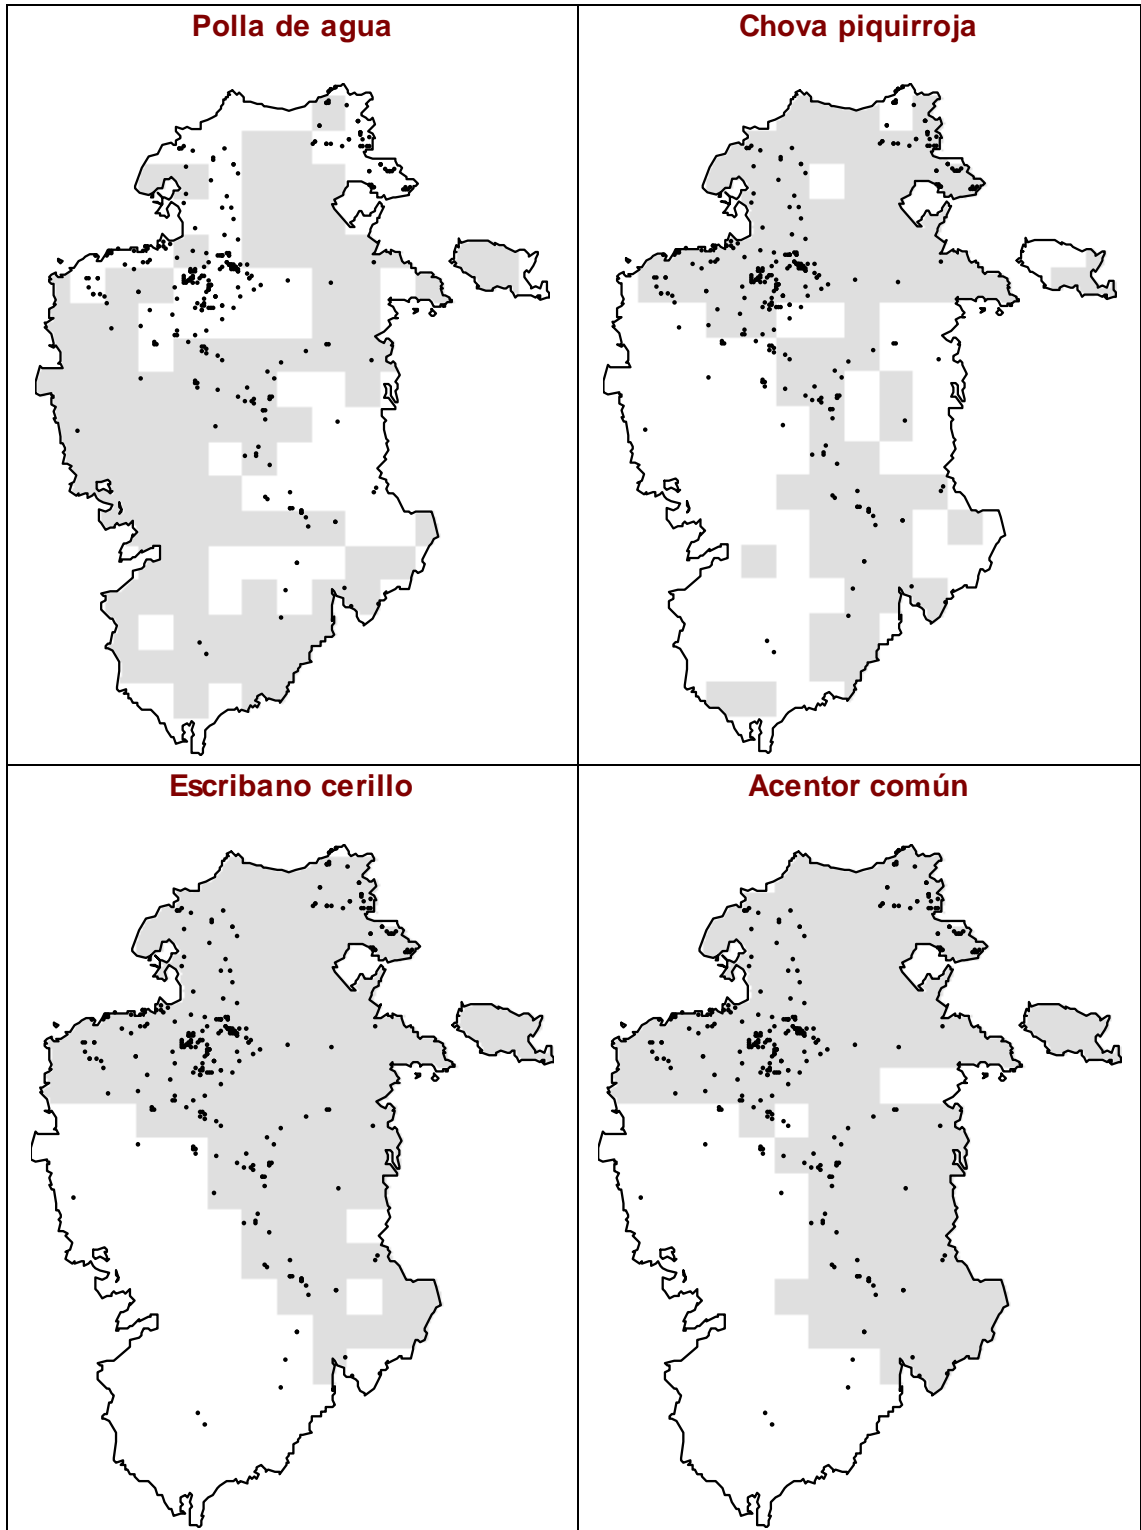 Polla de agua
Chova piquirroja
Escribano cerillo
Acentor común